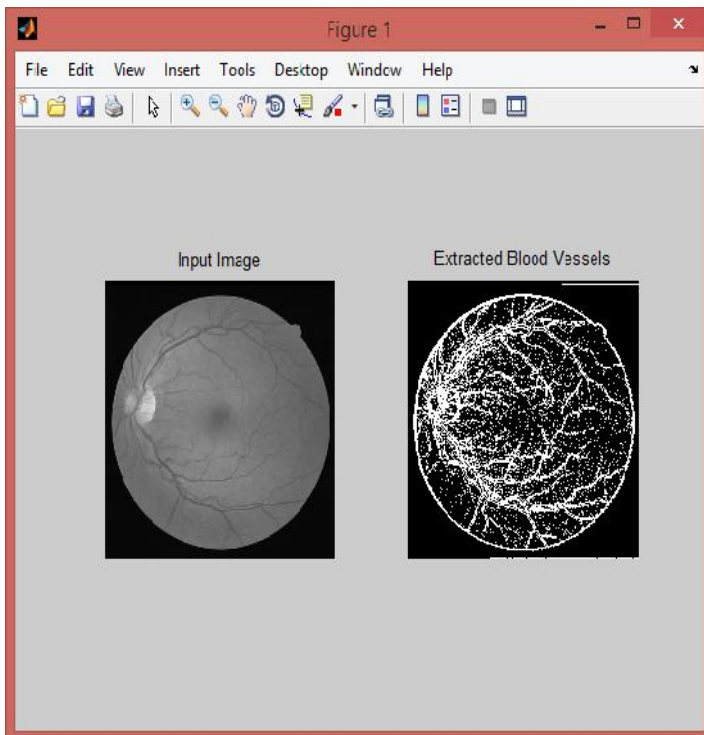 Figure 1
File Edit View Insert Tools Desktop Window Help
Input Image
Extracted Blood Vessels